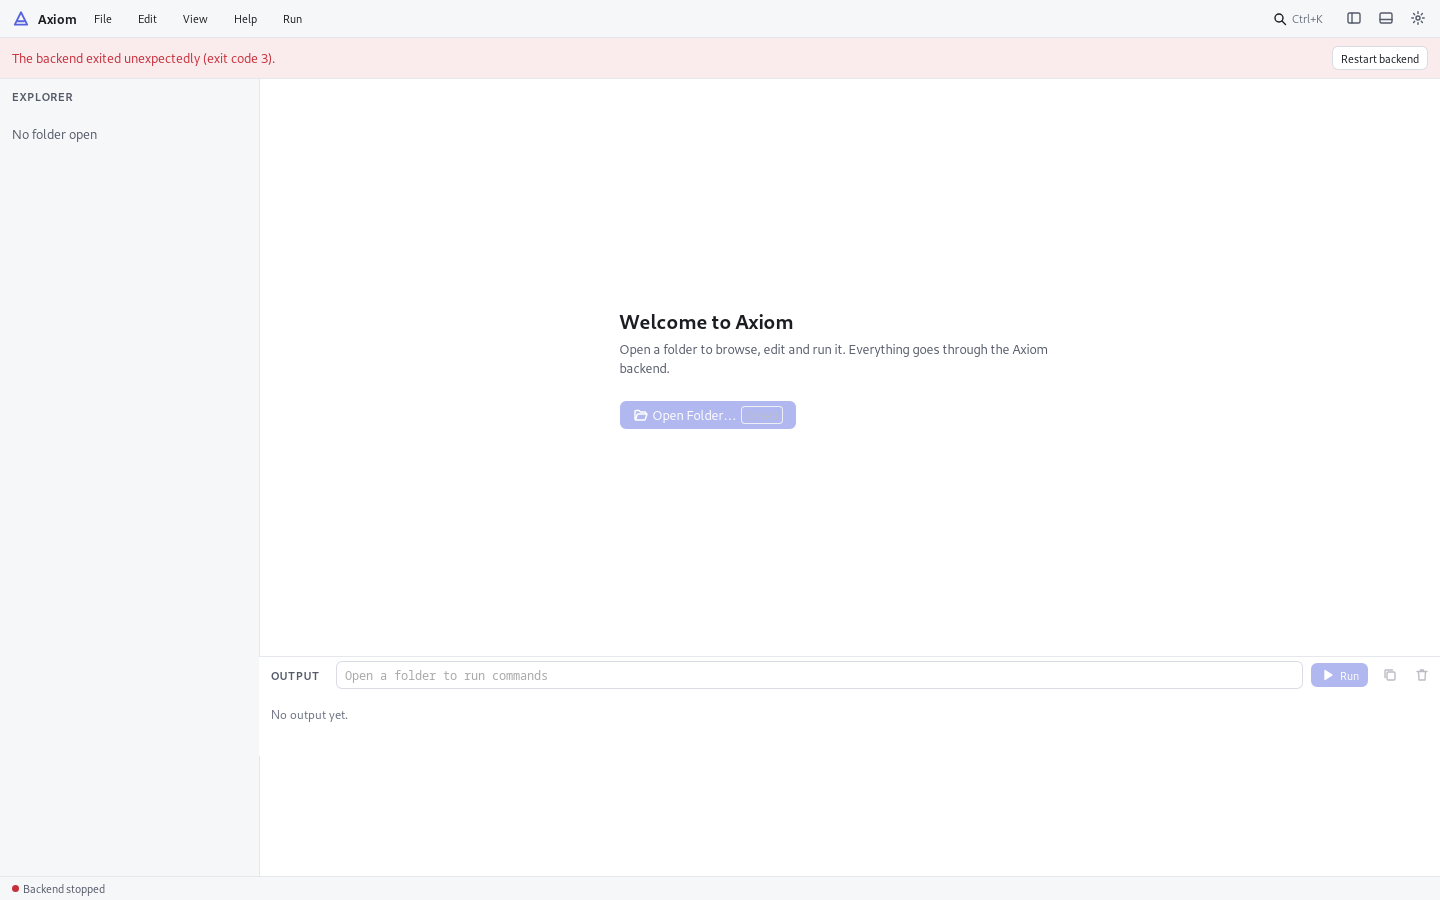 Axiom File Edit View Help Run Ctrl+K
The backend exited unexpectedly (exit code 3). Restart backend
EXPLORER
No folder open
Welcome to Axiom
Open a folder to browse, edit and run it. Everything goes through the Axiom
backend.
Open Folder…
OUTPUT Open a folder to run commands Run
No output yet.
Backend stopped